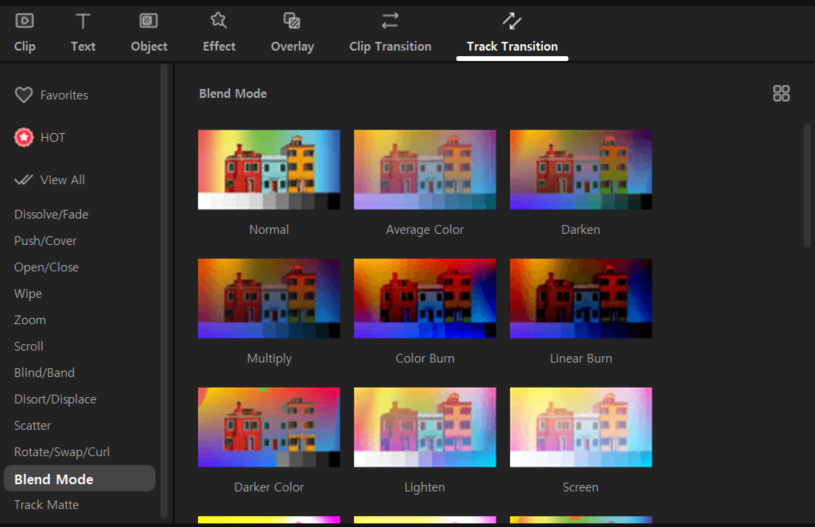 Clip Text Object Effect Overlay Clip Transition Track Transition
Favorites
HOT
View All
Dissolve/Fade
Push/Cover
Open/Close
Wipe
Zoom
Scroll
Blind/Band
Disort/Displace
Scatter
Rotate/Swap/Curl
Blend Mode
Track Matte
Blend Mode
Normal Average Color Darken
Multiply Color Burn Linear Burn
Darker Color Lighten Screen